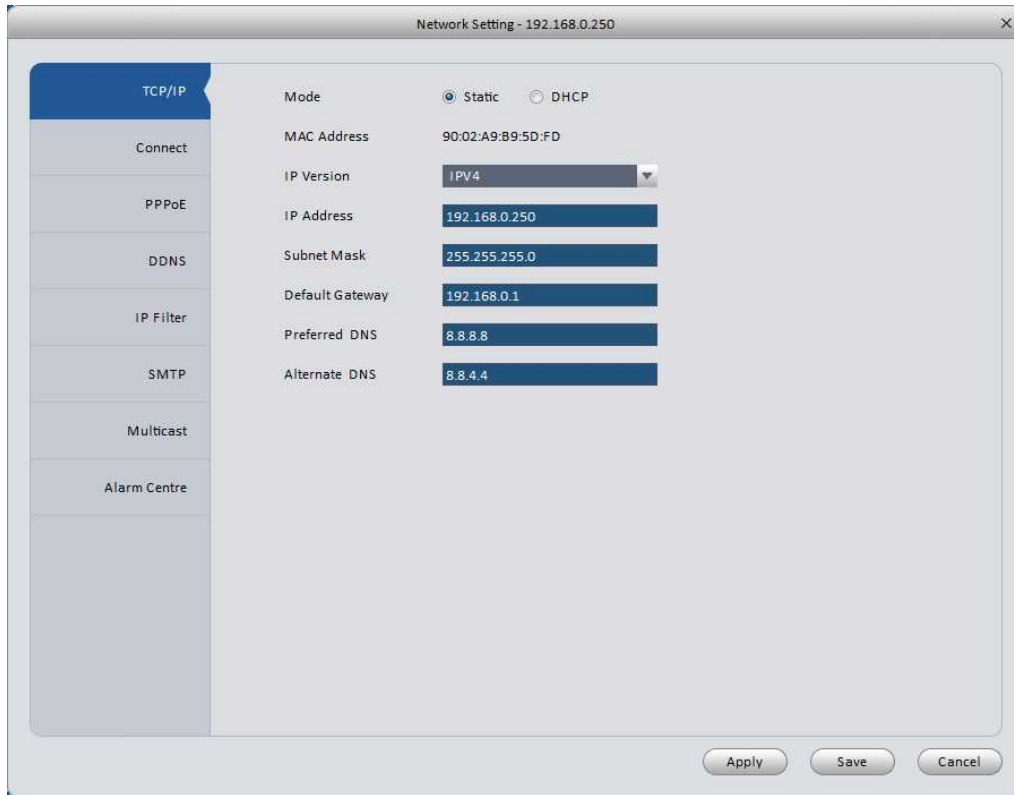 Network Setting - 192.168.0.250
TCP/IP
Connect
PPPoE
DDNS
IP Filter
SMTP
Multicast
Alarm Centre
Mode Static DHCP
MAC Address 90:02:A9:B9:5D:FD
IP Version IPV4
IP Address 192.168.0.250
Subnet Mask 255.255.255.0
Default Gateway 192.168.0.1
Preferred DNS 8.8.8.8
Alternate DNS 8.8.4.4
Apply Save Cancel